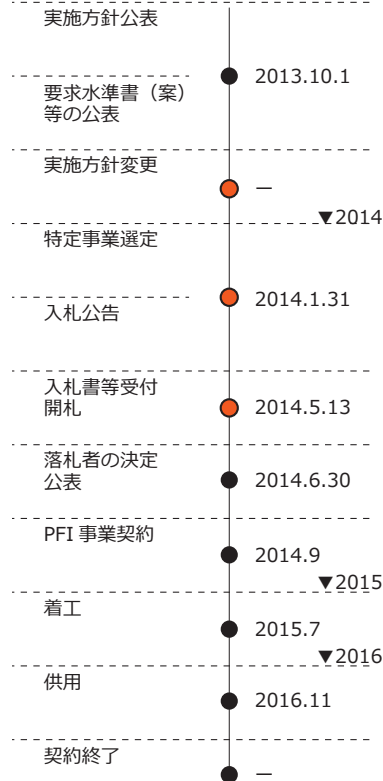 実施方針公表
2013.10.1
要求水準書（案）
等の公表
実施方針変更
ー
▼2014
特定事業選定
2014.1.31
入札公告
入札書等受付
開札
2014.5.13
落札者の決定
公表
2014.6.30
PFI 事業契約
2014.9
▼2015
着工
2015.7
▼2016
供用
2016.11
契約終了
ー